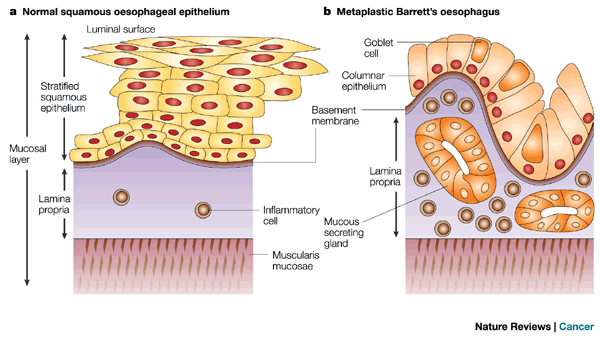 a Normal squamous oesophageal epithelium
Luminal surface
Stratified
squamous
epithelium
Mucosal
layer
Lamina
propria
Basement
membrane
Inflammatory
cell
Muscularis
mucosae
b Metaplastic Barrett's oesophagus
Goblet
cell
Columnar
epithelium
Lamina
propria
Mucous
secreting
gland
Nature Reviews | Cancer